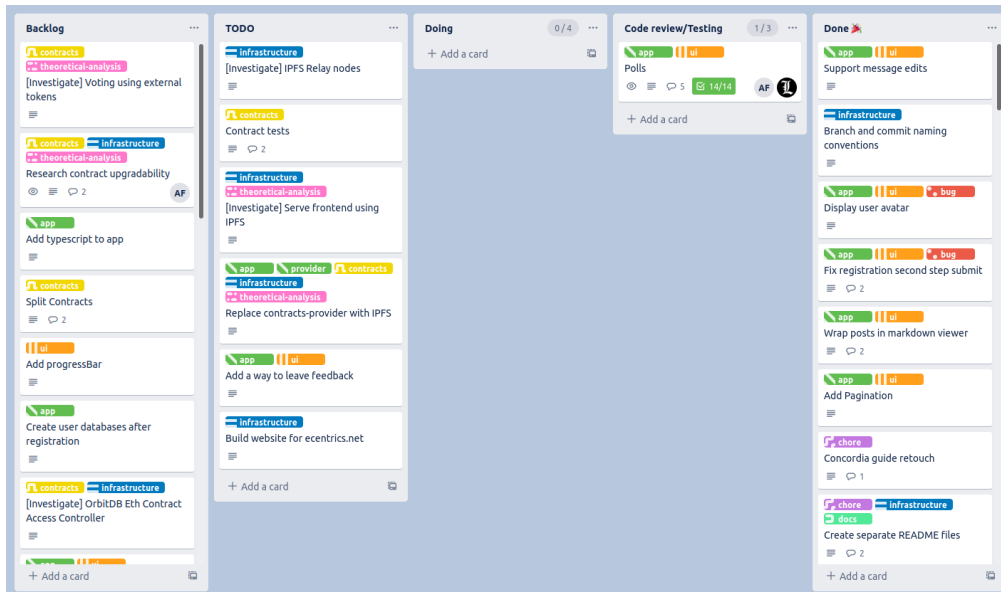 Backlog
contracts
theoretical-analysis
[Investigate] Voting using external
tokens
contracts infrastructure
theoretical-analysis
Research contract upgradability
2 AF
app
Add typescript to app
contracts
Split Contracts
2
ui
Add progressBar
app
Create user databases after
registration
contracts infrastructure
[Investigate] OrbitDB Eth Contract
Access Controller
+ Add a card
TODO
infrastructure
[Investigate] IPFS Relay nodes
contracts
Contract tests
2
infrastructure
theoretical-analysis
[Investigate] Serve frontend using
IPFS
app provider contracts
infrastructure
theoretical-analysis
Replace contracts-provider with IPFS
app ui
Add a way to leave feedback
infrastructure
Build website for ecentrics.net
+ Add a card
Doing 0/4
+ Add a card
Code review/Testing 1/3
app ui
Polls
5 14/14 AF L
+ Add a card
Done
app ui
Support message edits
infrastructure
Branch and commit naming
conventions
app ui bug
Display user avatar
app ui bug
Fix registration second step submit
2
app ui
Wrap posts in markdown viewer
2
app ui
Add Pagination
chore
Concordia guide retouch
1
chore infrastructure
docs
Create separate README files
2
+ Add a card